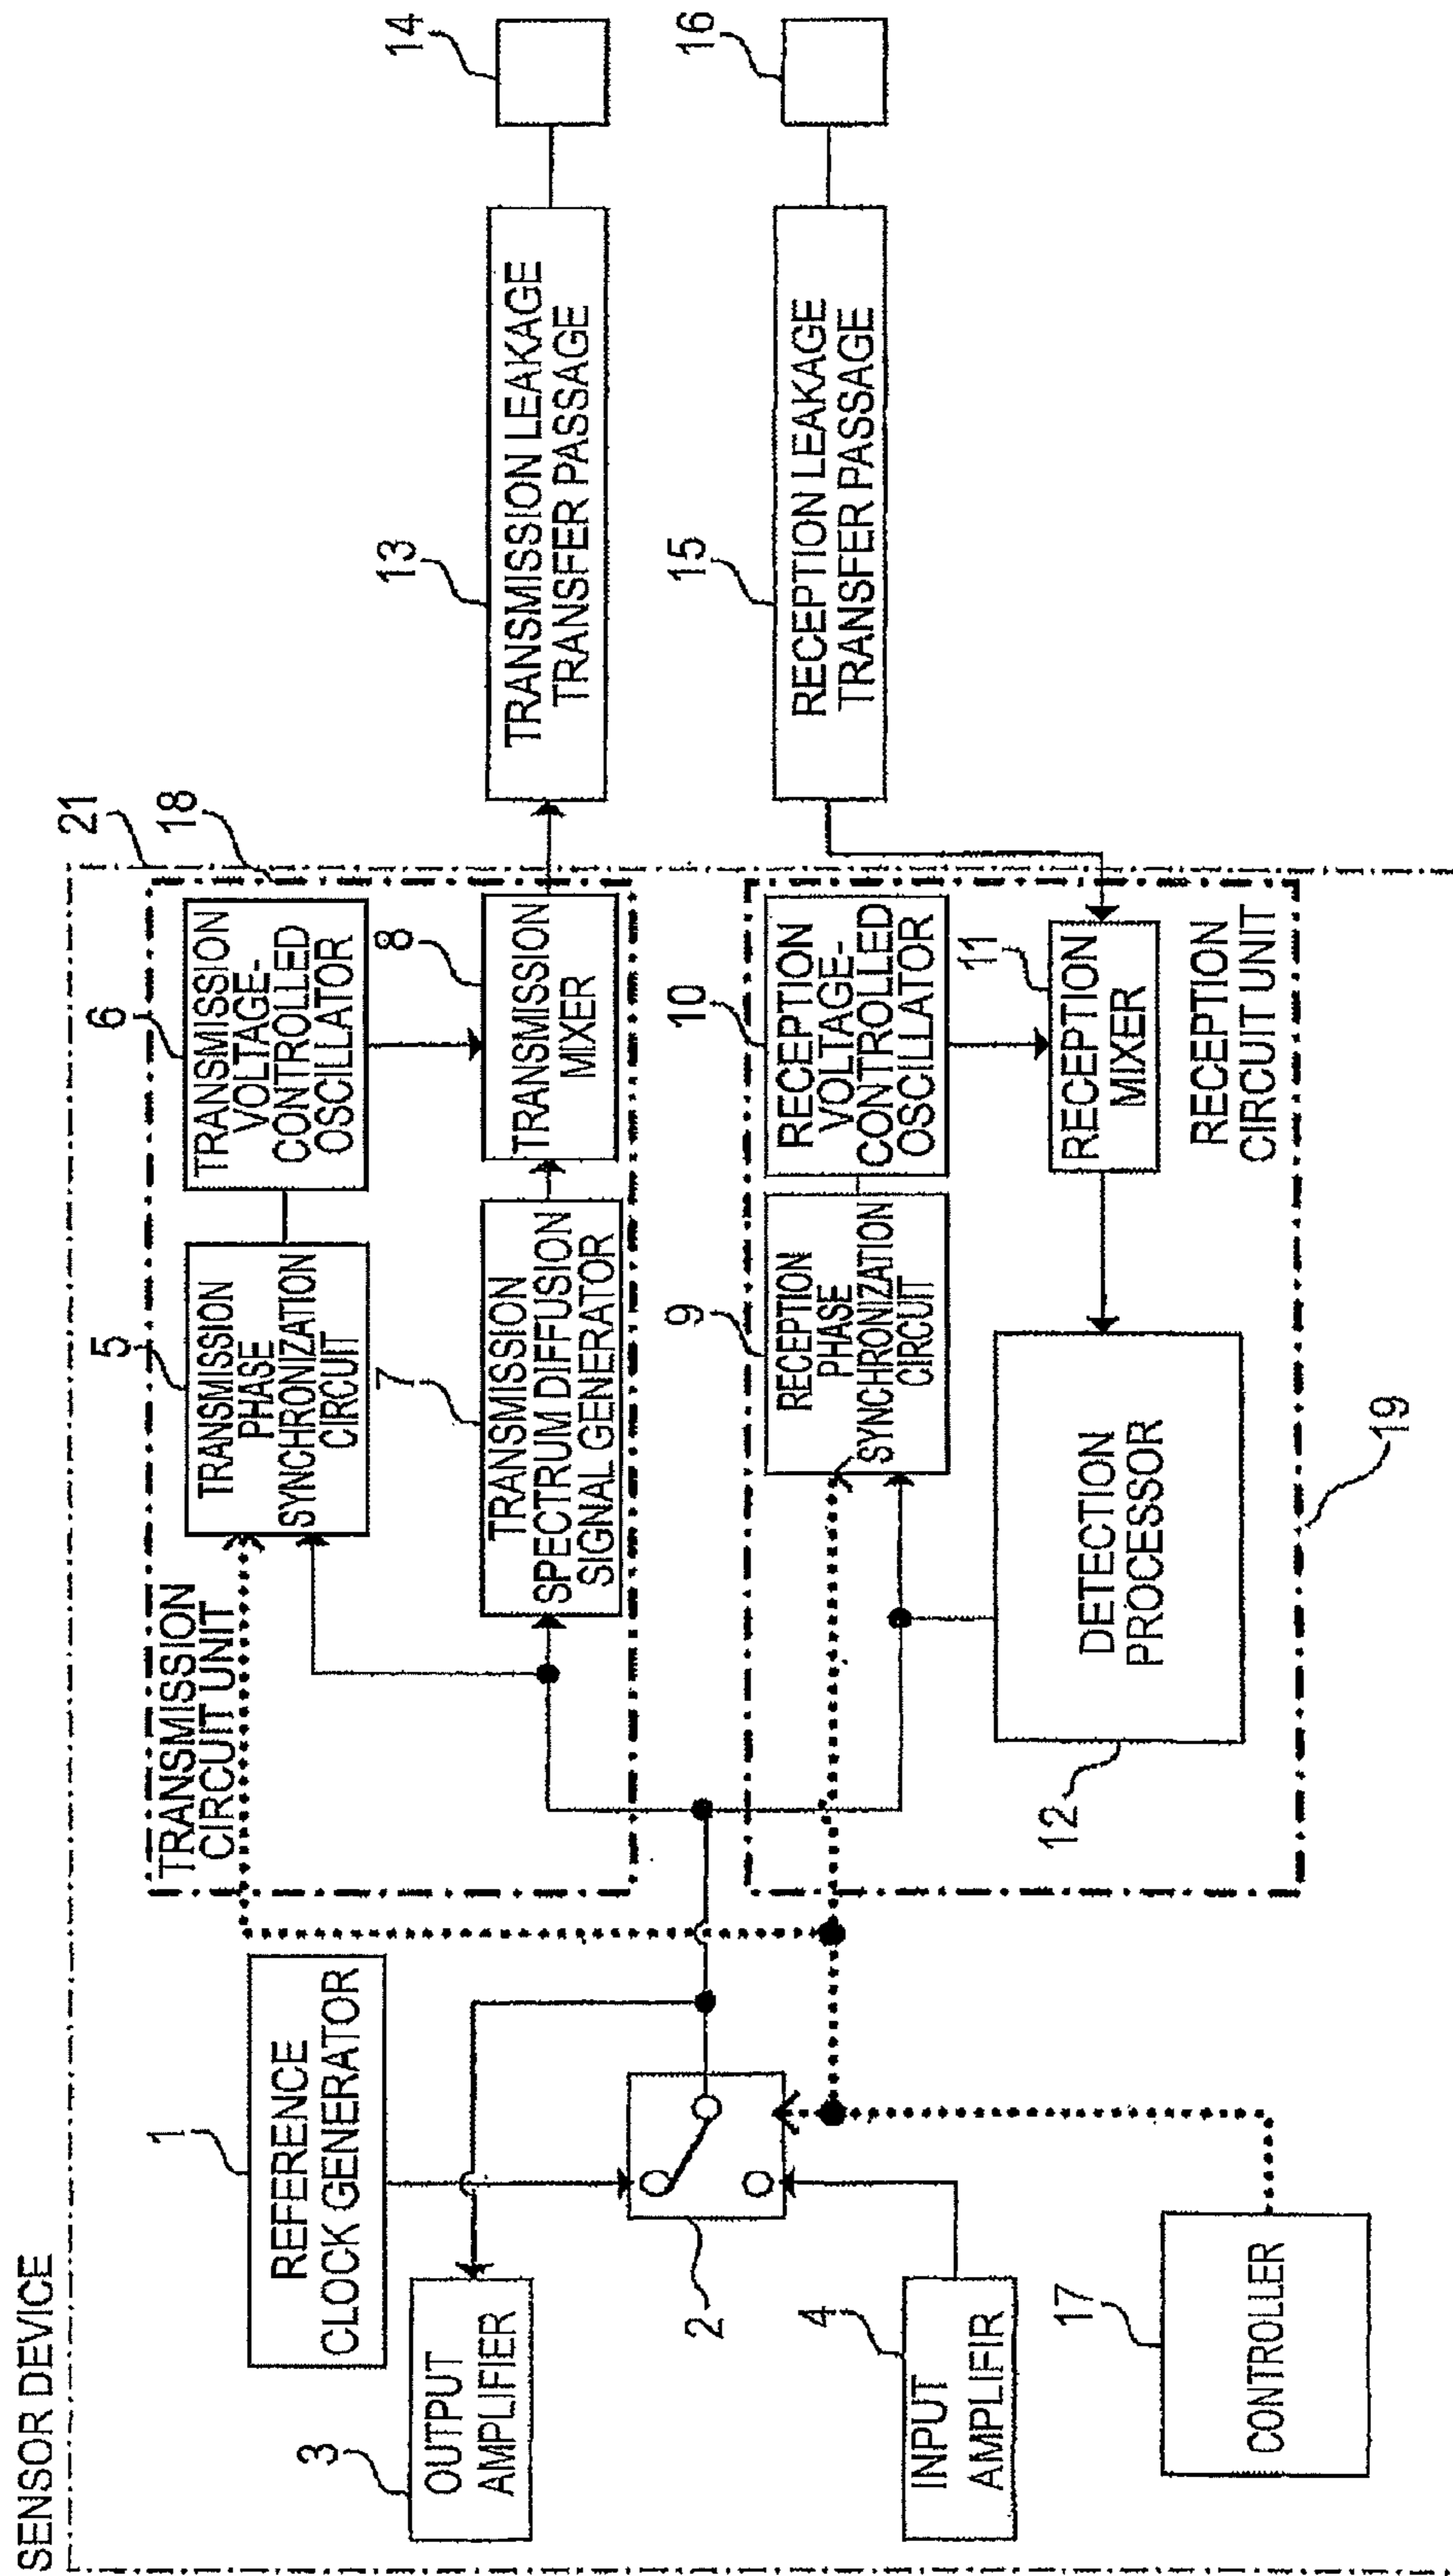 SENSOR DEVICE
21
18
TRANSMISSION
CIRCUIT UNIT
1
REFERENCE
CLOCK GENERATOR
3
OUTPUT
AMPLIFIER
2
4
INPUT
AMPLIFIR
17
CONTROLLER
5
TRANSMISSION
PHASE
SYNCHRONIZATION
CIRCUIT
6
TRANSMISSION
VOLTAGE-
CONTROLLED
OSCILLATOR
7
TRANSMISSION
SPECTRUM DIFFUSION
SIGNAL GENERATOR
8
TRANSMISSION
MIXER
13
TRANSMISSION LEAKAGE
TRANSFER PASSAGE
14
9
RECEPTION
PHASE
SYNCHRONIZATION
CIRCUIT
10
RECEPTION
VOLTAGE-
CONTROLLED
OSCILLATOR
11
RECEPTION
MIXER
RECEPTION
CIRCUIT UNIT
12
DETECTION
PROCESSOR
19
15
RECEPTION LEAKAGE
TRANSFER PASSAGE
16